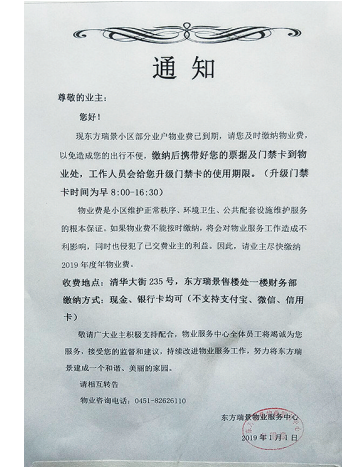 通知
尊敬的业主：
您好！
现东方瑞景小区部分业户物业费已到期，请您及时缴纳物业费，
以免造成您的出行不便，缴纳后携带好您的票据及门禁卡到物
业处，工作人员会给您升级门禁卡的使用期限。（升级门禁
卡时间为早8:00-16:30）
物业费是小区维护正常秩序、环境卫生、公共配套设施维护服务
的根本保证。如果物业费不能按时缴纳，将会对物业服务工作造成不
利影响，同时也侵犯了已交费业主的利益。因此，请业主尽快缴纳
2019年度年物业费。
收费地点：清华大街235号，东方瑞景售楼处一楼财务部
缴纳方式：现金、银行卡均可（不支持支付宝、微信、信用
卡）
敬请广大业主积极支持配合，物业服务中心全体员工将竭诚为您
服务，接受您的监督和建议，持续改进物业服务工作，努力将东方瑞
景建成一个和谐、美丽的家园。
请相互转告
物业咨询电话：0451-82626110
东方瑞景物业服务中心
2019年1月1日